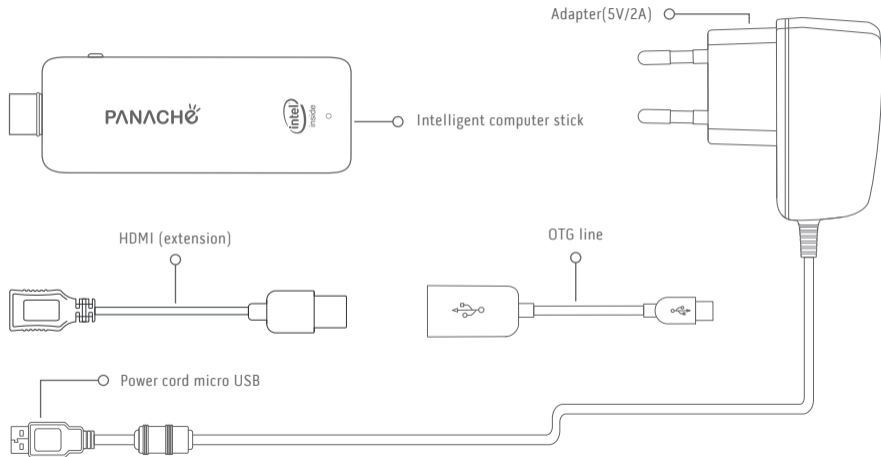 Adapter(5V/2A)
PANACHE
intel
inside
Intelligent computer stick
HDMI (extension)
OTG line
Power cord micro USB